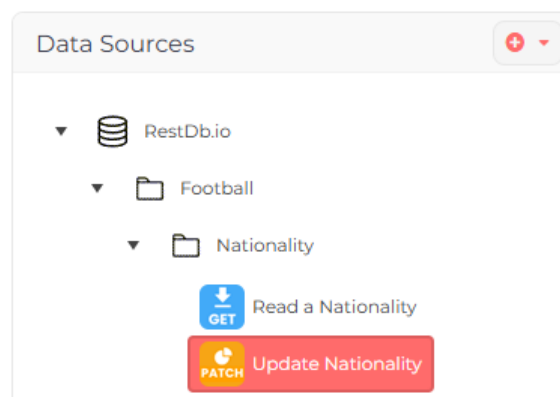 Data Sources
RestDb.io
Football
Nationality
GET Read a Nationality
PATCH Update Nationality